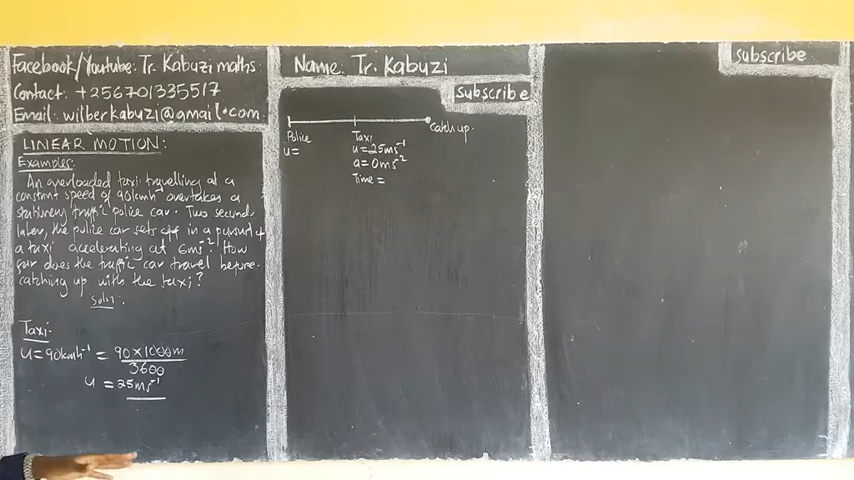 Facebook/Youtube: Tr. Kabuzi maths.
Contact: +256701335517
Email: wilberkabuzi@gmail.com
LINEAR MOTION:
Examples:
An overloaded taxi travelling at a
constant speed of 90kmh⁻¹ overtakes a
stationery traffic police car. Two seconds
later, the police car sets off in a pursuit of
a taxi accelerating at 6ms⁻². How
far does the traffic car travel before
catching up with the taxi?
Soln:
Taxi:
U=90kmh⁻¹ = 90×1000m
3600
u = 25ms⁻¹
Name: Tr. Kabuzi
subscribe
Police
u=
Taxi
u=25ms⁻¹
a=0ms⁻²
Time =
Catch up.
subscribe